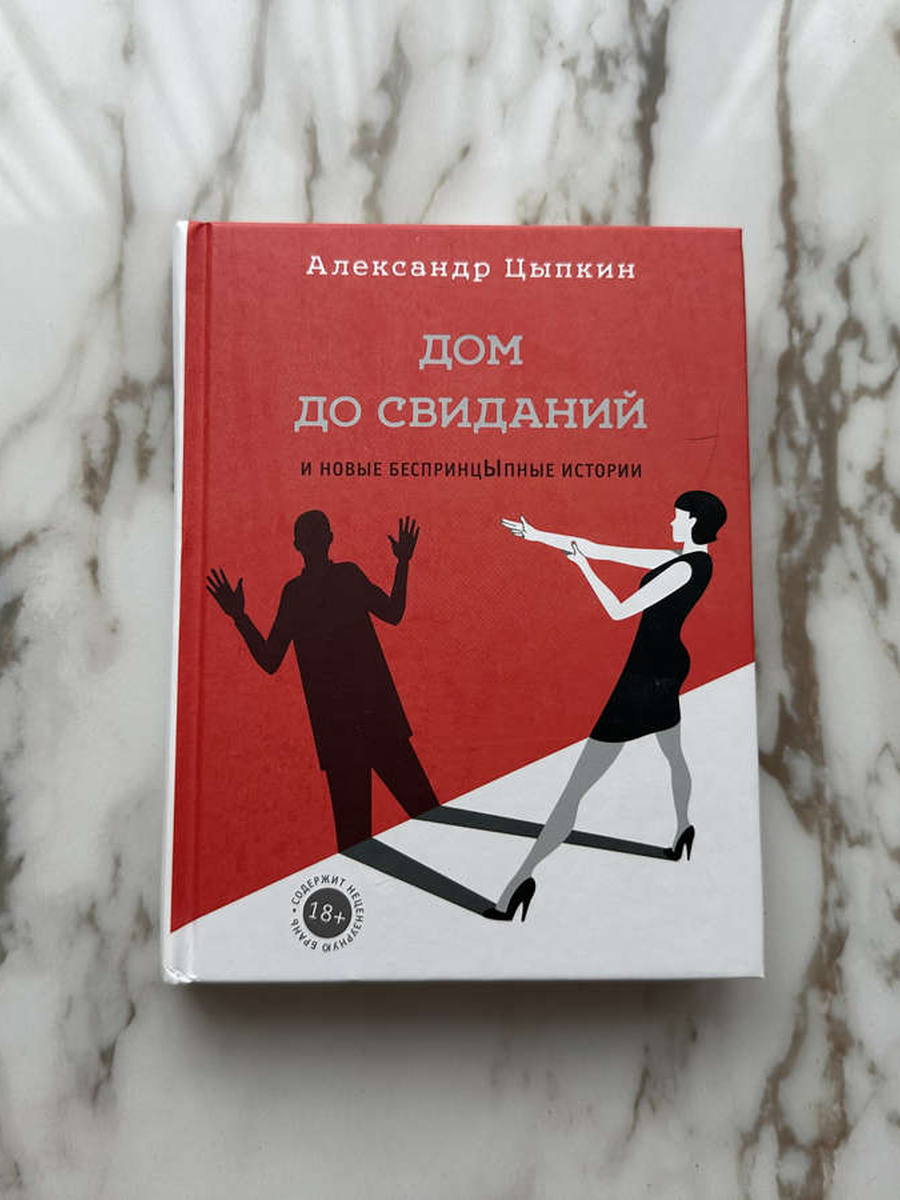 Александр Цыпкин
ДОМ
ДО СВИДАНИЙ
И НОВЫЕ БЕСПРИНЦЫПНЫЕ ИСТОРИИ
• СОДЕРЖИТ НЕЦЕНЗУРНУЮ БРАНЬ
18+